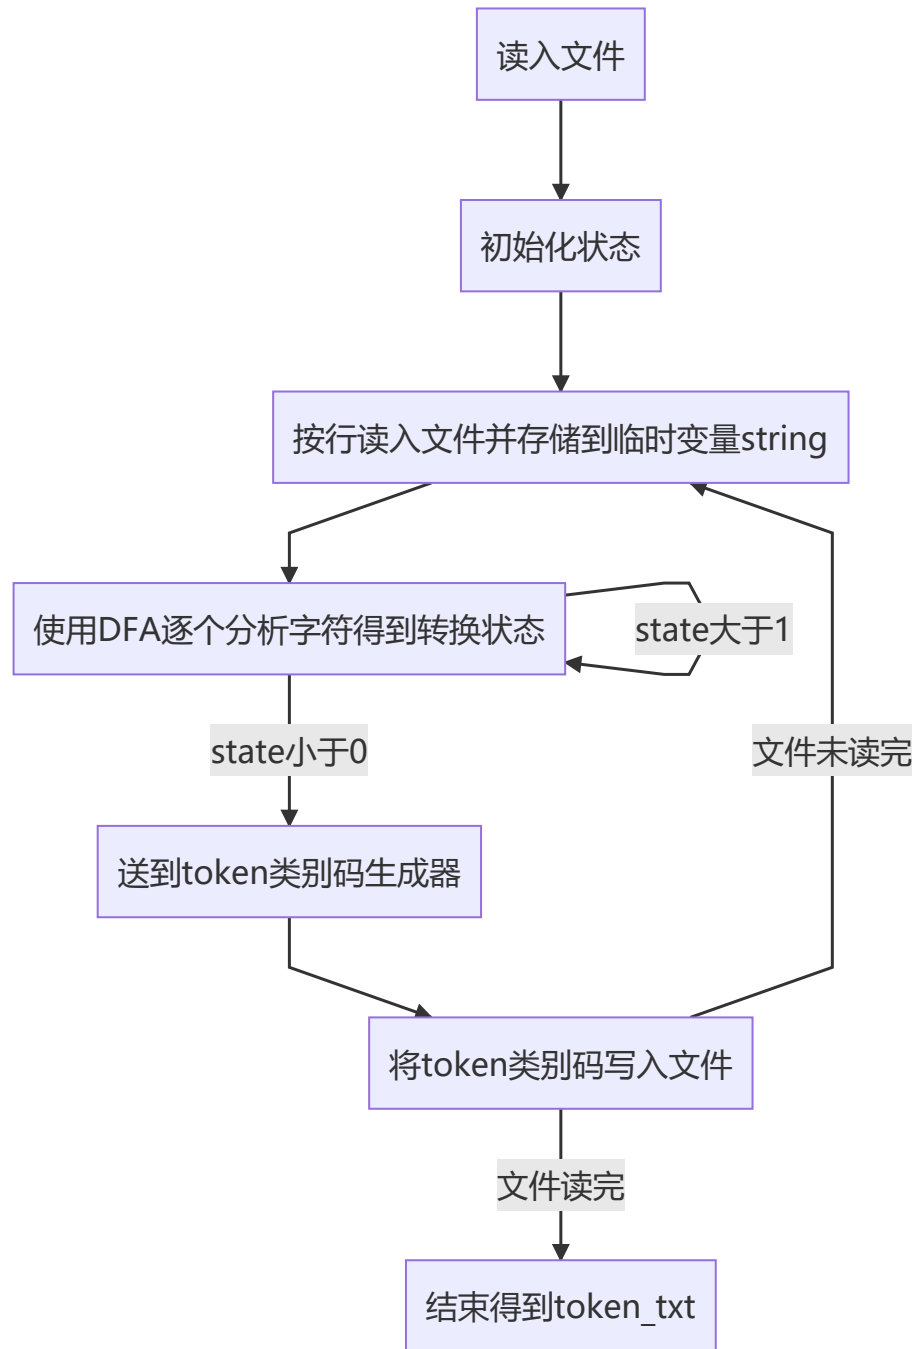 读入文件
初始化状态
按行读入文件并存储到临时变量string
使用DFA逐个分析字符得到转换状态
state大于1
state小于0
文件未读完
送到token类别码生成器
将token类别码写入文件
文件读完
结束得到token_txt